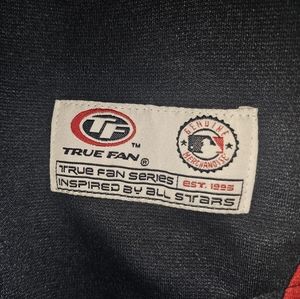 TF
TRUE FAN®
GENUINE
MERCHANDISE
TRUE FAN SERIES
EST. 1995
INSPIRED BY ALL STARS